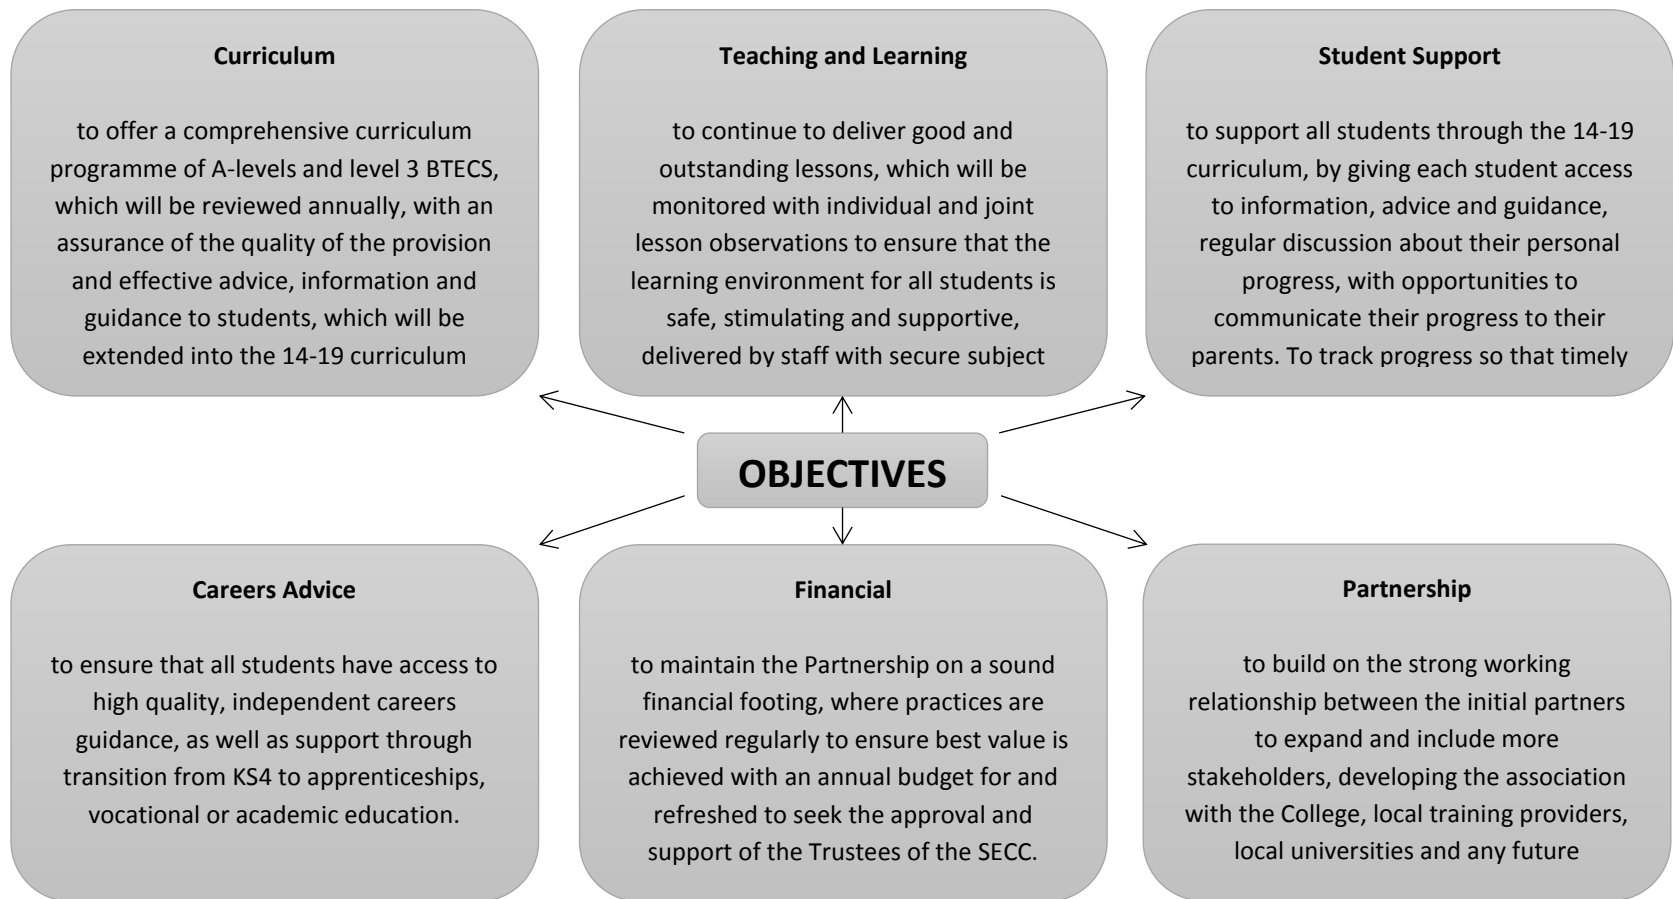 Curriculum
to offer a comprehensive curriculum
programme of A-levels and level 3 BTECS,
which will be reviewed annually, with an
assurance of the quality of the provision
and effective advice, information and
guidance to students, which will be
extended into the 14-19 curriculum
Teaching and Learning
to continue to deliver good and
outstanding lessons, which will be
monitored with individual and joint
lesson observations to ensure that the
learning environment for all students is
safe, stimulating and supportive,
delivered by staff with secure subject
Student Support
to support all students through the 14-19
curriculum, by giving each student access
to information, advice and guidance,
regular discussion about their personal
progress, with opportunities to
communicate their progress to their
parents. To track progress so that timely
OBJECTIVES
Careers Advice
to ensure that all students have access to
high quality, independent careers
guidance, as well as support through
transition from KS4 to apprenticeships,
vocational or academic education.
Financial
to maintain the Partnership on a sound
financial footing, where practices are
reviewed regularly to ensure best value is
achieved with an annual budget for and
refreshed to seek the approval and
support of the Trustees of the SECC.
Partnership
to build on the strong working
relationship between the initial partners
to expand and include more
stakeholders, developing the association
with the College, local training providers,
local universities and any future